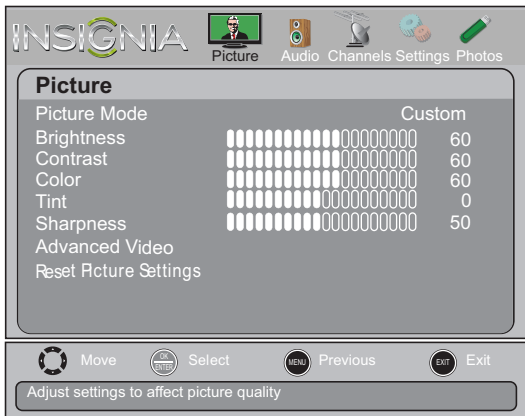 INSIGNIA
Picture Audio Channels Settings Photos
Picture
Picture Mode Custom
Brightness 60
Contrast 60
Color 60
Tint 0
Sharpness 50
Advanced Video
Reset Picture Settings
Move OK ENTER Select MENU Previous EXIT Exit
Adjust settings to affect picture quality